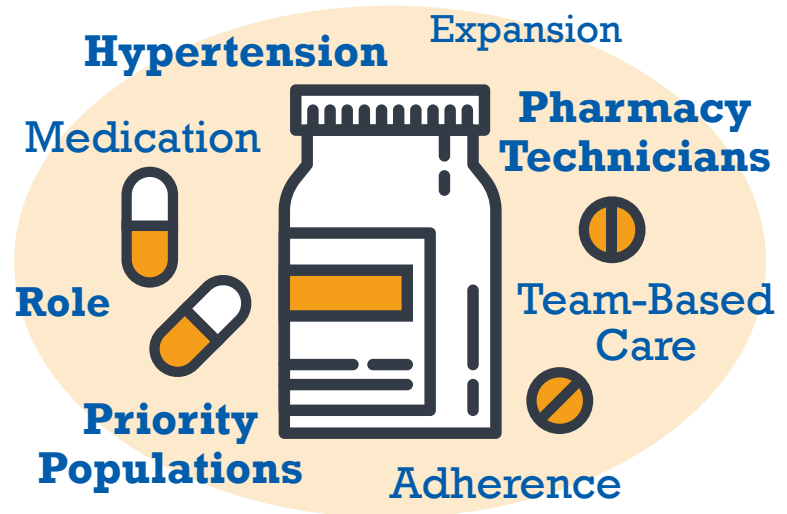 Expansion
Hypertension
Pharmacy
Technicians
Medication
Role
Team-Based
Care
Priority
Populations
Adherence